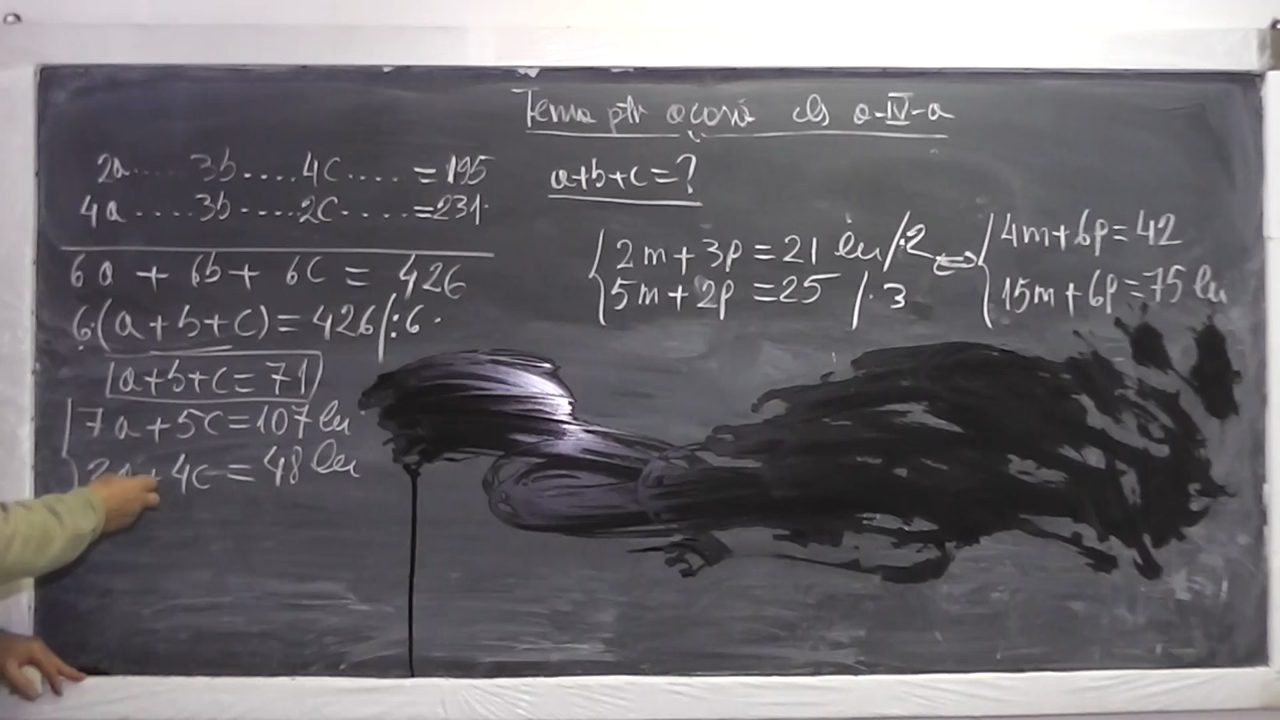 Tema ptr acasă cls a-IV-a
2a.....3b....4c.... = 195
4a.....3b.....2c.....=231.
6a + 6b + 6c = 426
6·(a+b+c)=426/:6.
a+b+c=71
7a+5c=107 lei
+4c=48 lei
a+b+c=?
2m+3p=21 lei/·2 <=> 4m+6p=42
5m+2p=25 /·3 15m+6p=75 lei